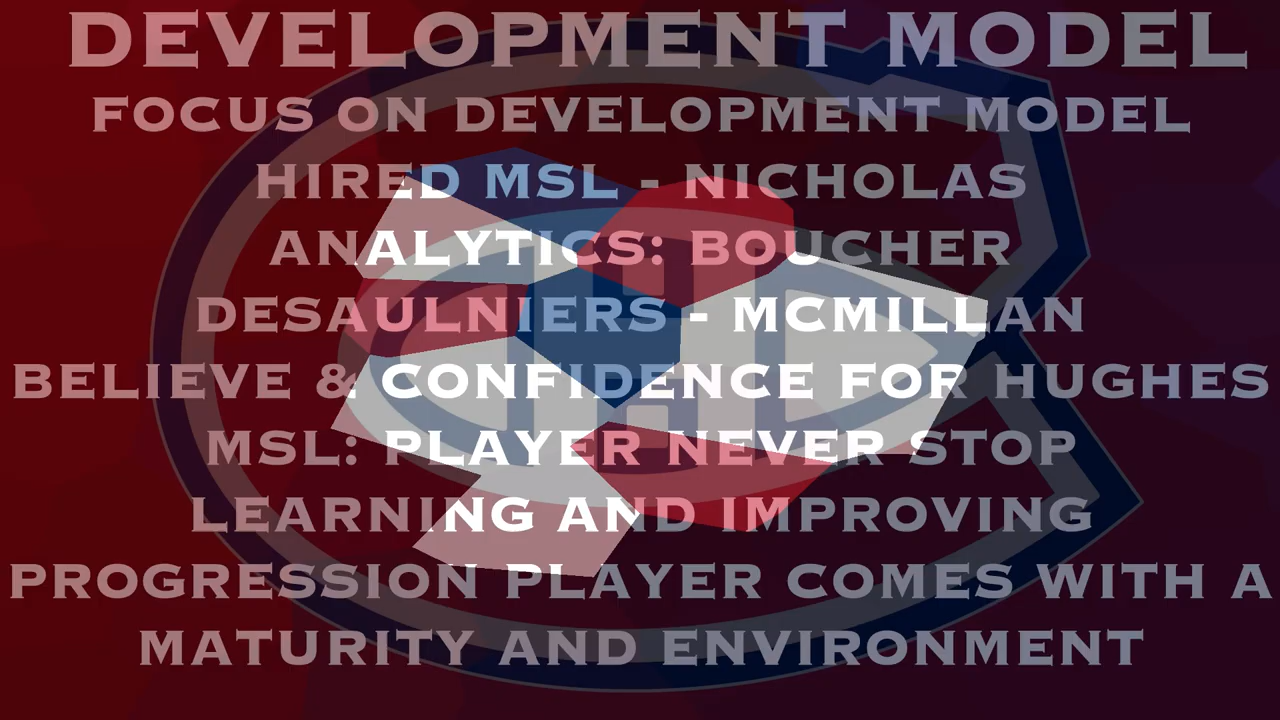 DEVELOPMENT MODEL
FOCUS ON DEVELOPMENT MODEL
HIRED MSL - NICHOLAS
ANALYTICS: BOUCHER
DESAULNIERS - MCMILLAN
BELIEVE & CONFIDENCE FOR HUGHES
MSL: PLAYER NEVER STOP
LEARNING AND IMPROVING
PROGRESSION PLAYER COMES WITH A
MATURITY AND ENVIRONMENT